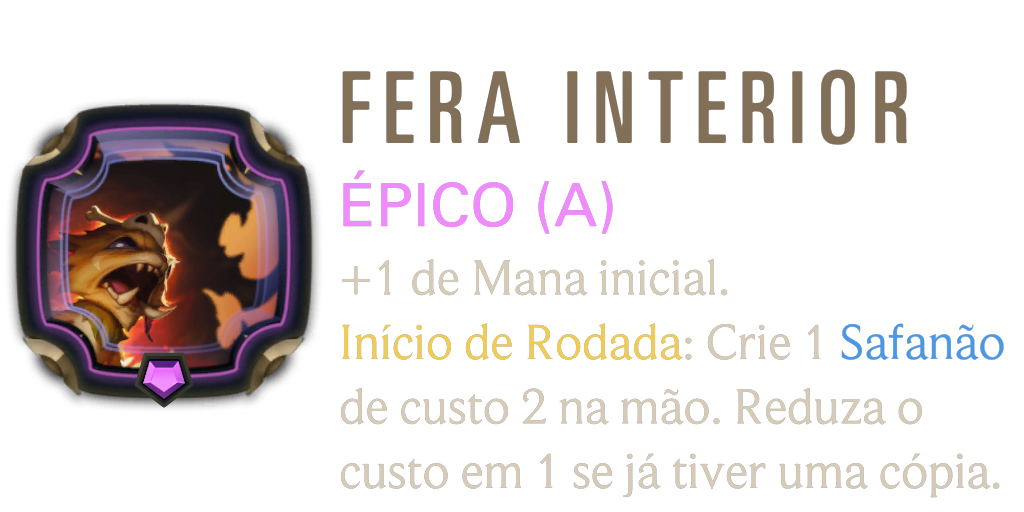 FERA INTERIOR
ÉPICO (A)
+1 de Mana inicial.
Início de Rodada: Crie 1 Safanão
de custo 2 na mão. Reduza o
custo em 1 se já tiver uma cópia.